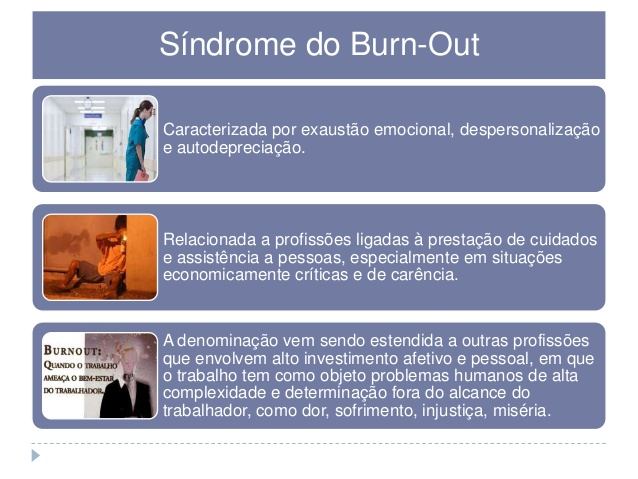 Síndrome do Burn-Out
Caracterizada por exaustão emocional, despersonalização
e autodepreciação.
Relacionada a profissões ligadas à prestação de cuidados
e assistência a pessoas, especialmente em situações
economicamente críticas e de carência.
BURNOUT:
QUANDO O TRABALHO
AMEAÇA O BEM-ESTAR
DO TRABALHADOR.
A denominação vem sendo estendida a outras profissões
que envolvem alto investimento afetivo e pessoal, em que
o trabalho tem como objeto problemas humanos de alta
complexidade e determinação fora do alcance do
trabalhador, como dor, sofrimento, injustiça, miséria.